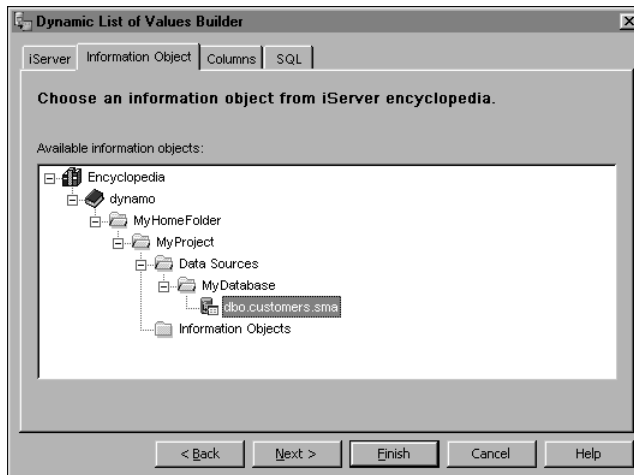 Dynamic List of Values Builder
iServer Information Object Columns SQL
Choose an information object from iServer encyclopedia.
Available information objects:
Encyclopedia
dynamo
MyHomeFolder
MyProject
Data Sources
MyDatabase
dbo.customers.sma
Information Objects
< Back Next > Finish Cancel Help